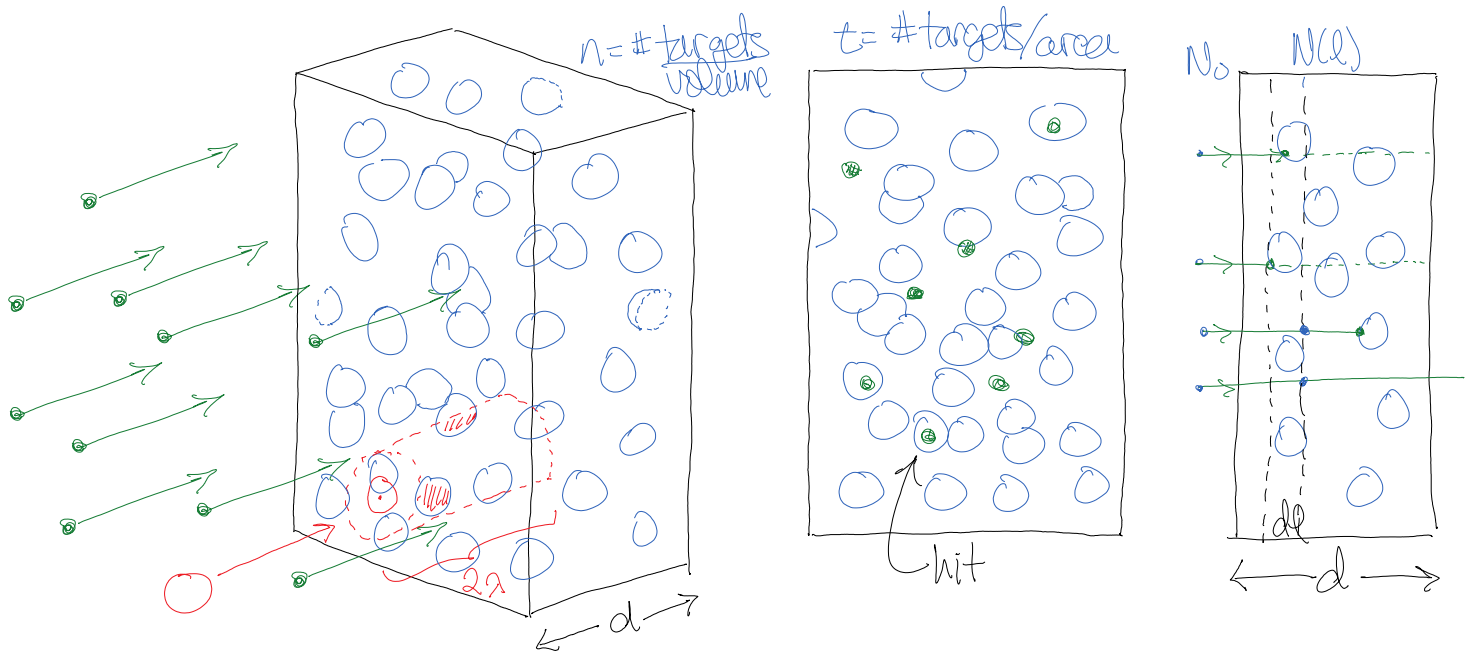 n = # targets
volume
t = # targets/area
N₀
N(l)
2λ
d
hit
dl
d